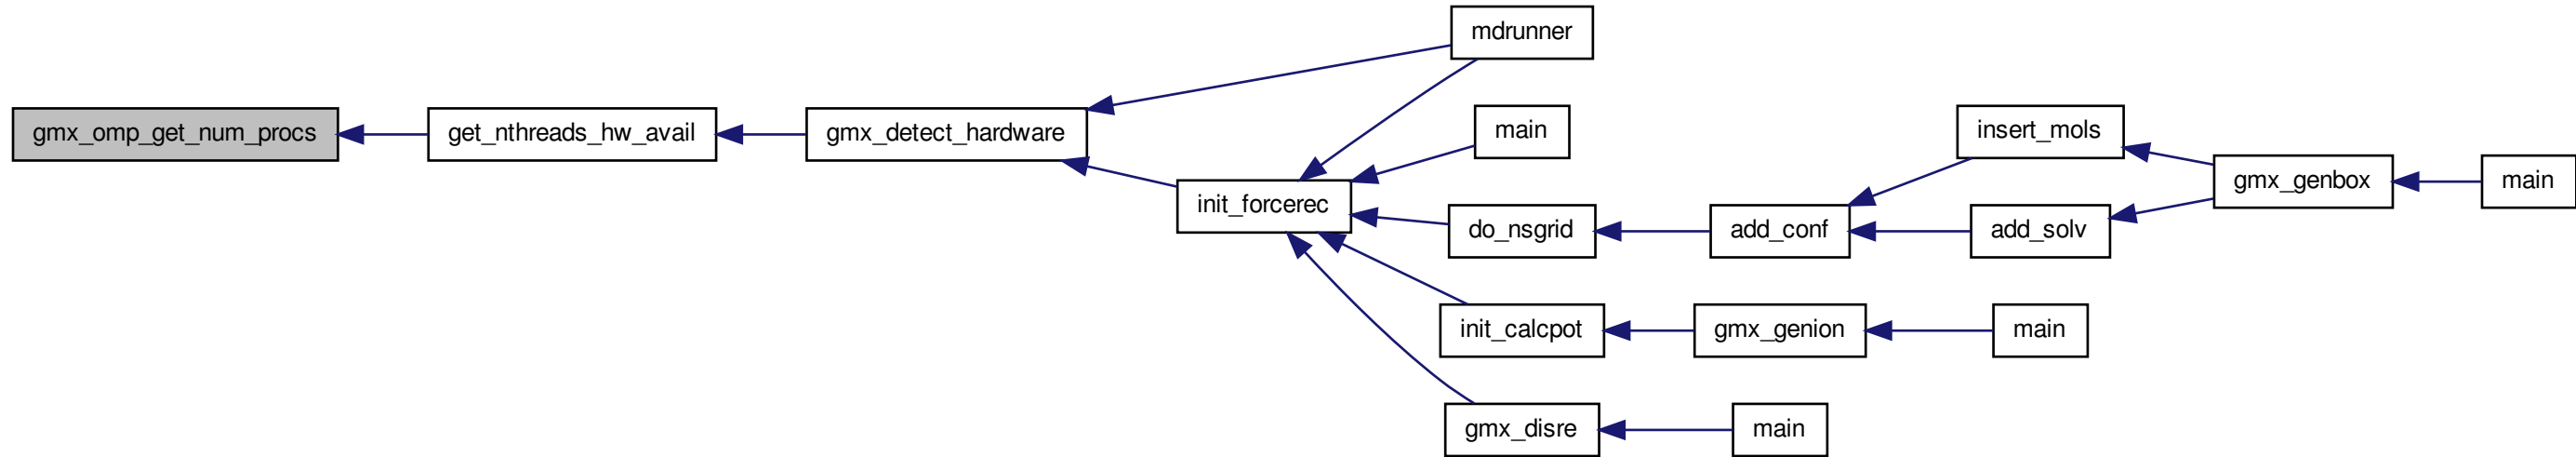 mdrunner
gmx_omp_get_num_procs
get_nthreads_hw_avail
gmx_detect_hardware
main
insert_mols
init_forcerec
gmx_genbox
main
do_nsgrid
add_conf
add_solv
init_calcpot
gmx_genion
main
gmx_disre
main